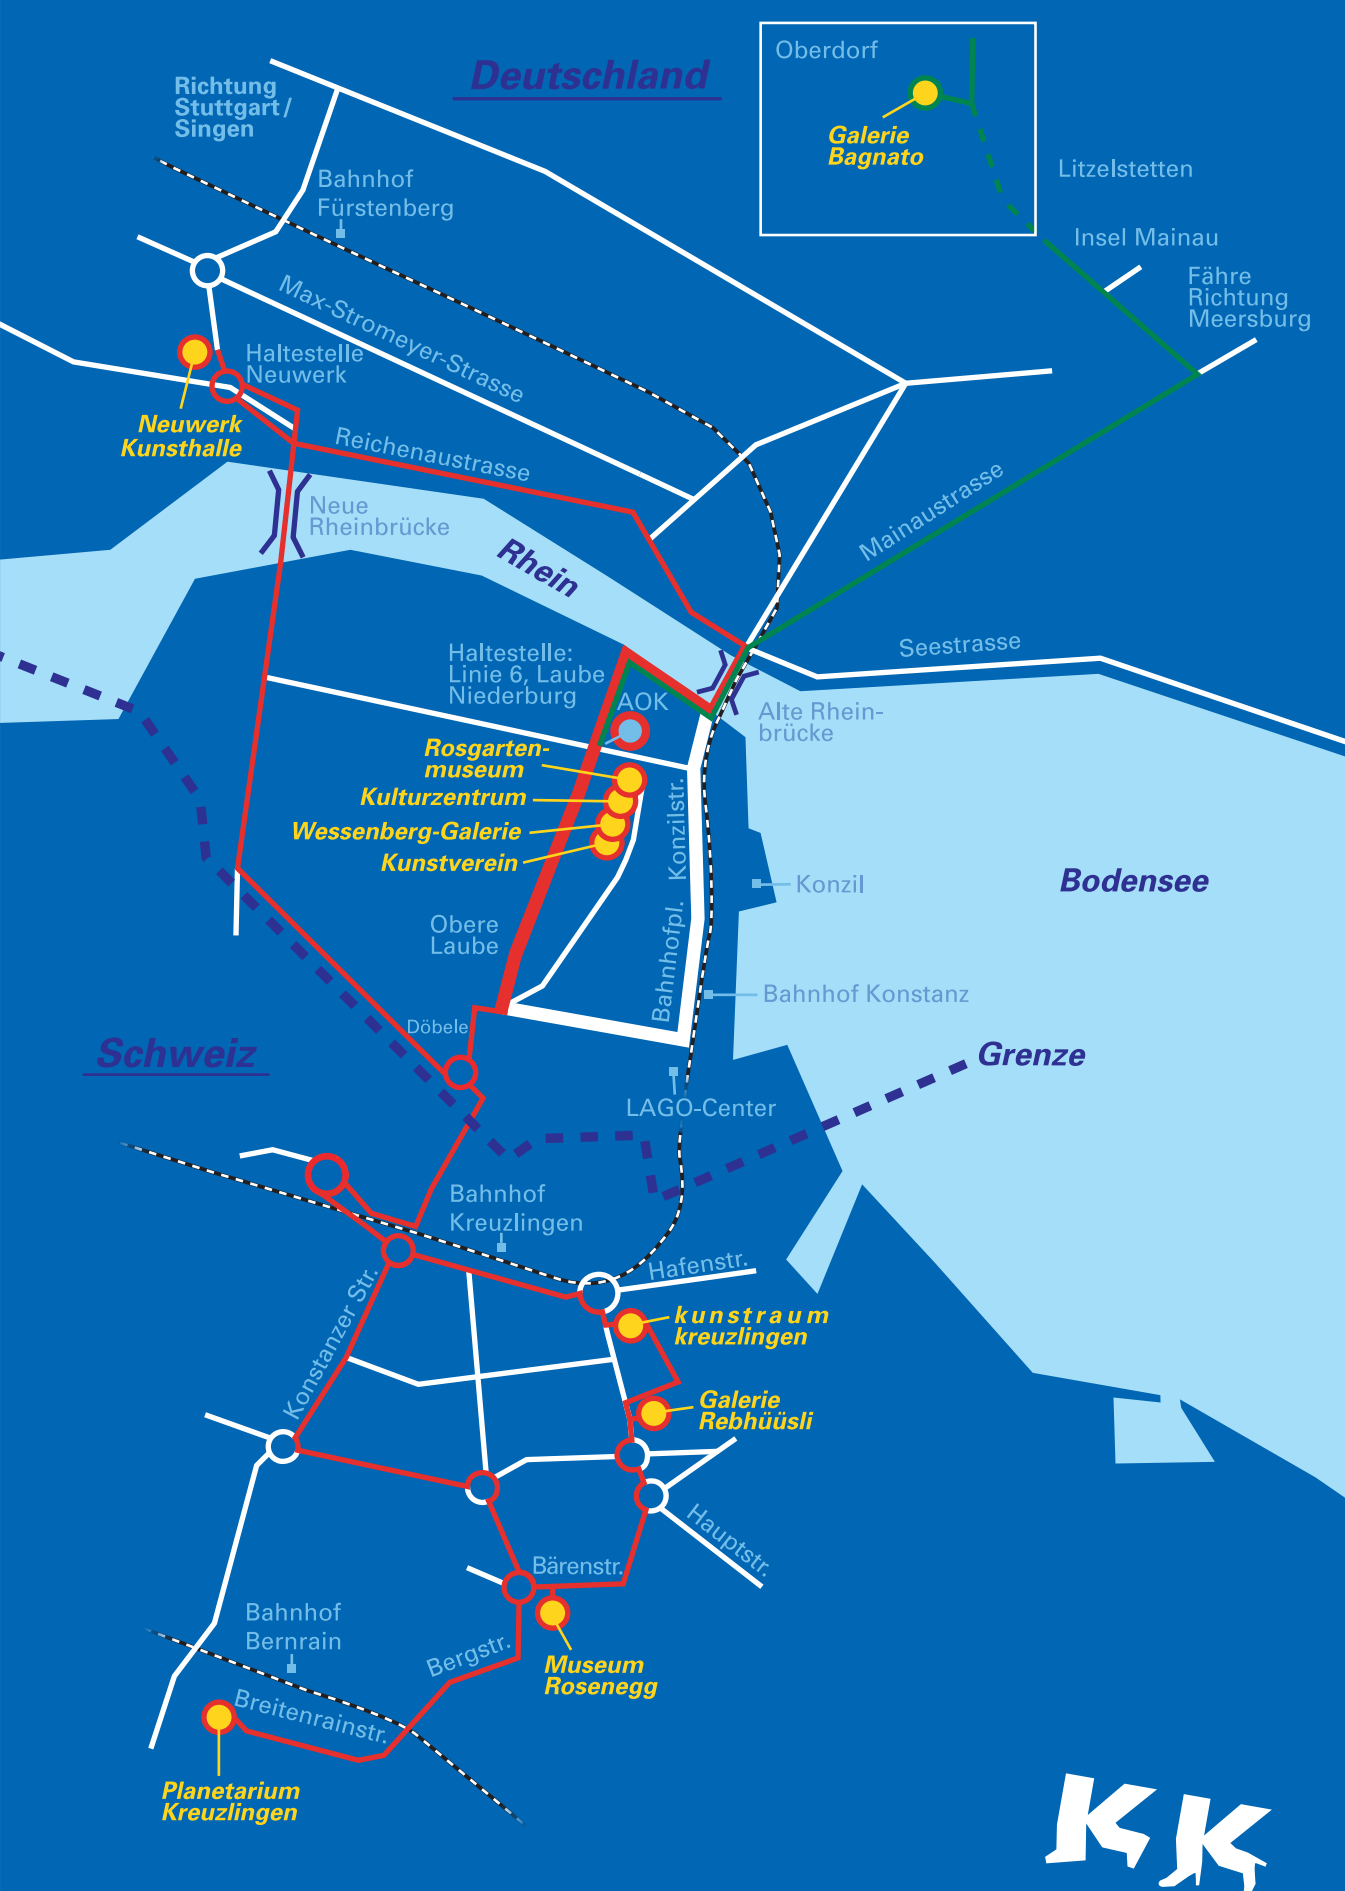 Oberdorf
Galerie
Bagnato
Deutschland
Richtung
Stuttgart/
Singen
Bahnhof
Fürstenberg
Litzelstetten
Insel Mainau
Fähre
Richtung
Meersburg
Max-Stromeyer-Strasse
Haltestelle
Neuwerk
Neuwerk
Kunsthalle
Reichenaustrasse
Mainaustrasse
Neue
Rheinbrücke
Rhein
Seestrasse
Haltestelle:
Linie 6, Laube
Niederburg
AOK
Alte Rhein-
brücke
Rosgarten-
museum
Kulturzentrum
Wessenberg-Galerie
Kunstverein
Konzilstr.
Konzil
Bodensee
Obere
Laube
Bahnhofpl.
Bahnhof Konstanz
Döbele
Schweiz
Grenze
LAGO-Center
Bahnhof
Kreuzlingen
Hafenstr.
Konstanzer Str.
kunstraum
kreuzlingen
Galerie
Rebhüüsli
Hauptstr.
Bärenstr.
Bahnhof
Bernrain
Bergstr.
Museum
Rosenegg
Breitenrainstr.
Planetarium
Kreuzlingen
KK